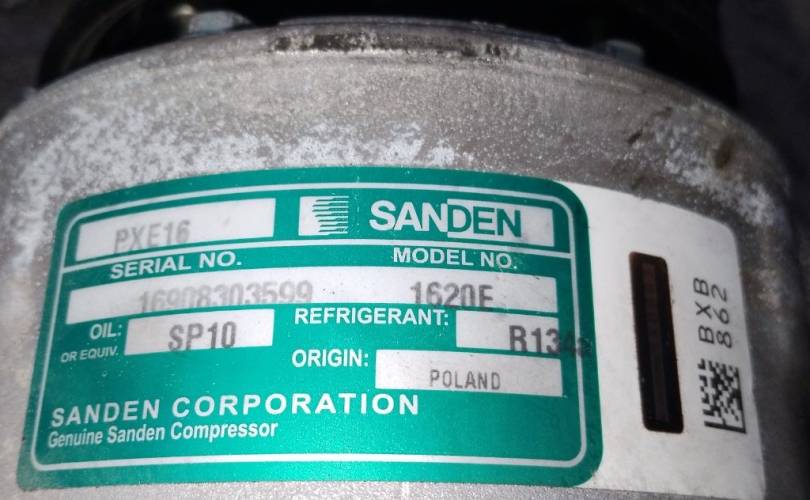 PXE16
SANDEN
SERIAL NO.
MODEL NO.
16908303599
1620E
OIL:
OR EQUIV.
SP10
REFRIGERANT:
R134a
ORIGIN:
POLAND
SANDEN CORPORATION
Genuine Sanden Compressor
BXB
862